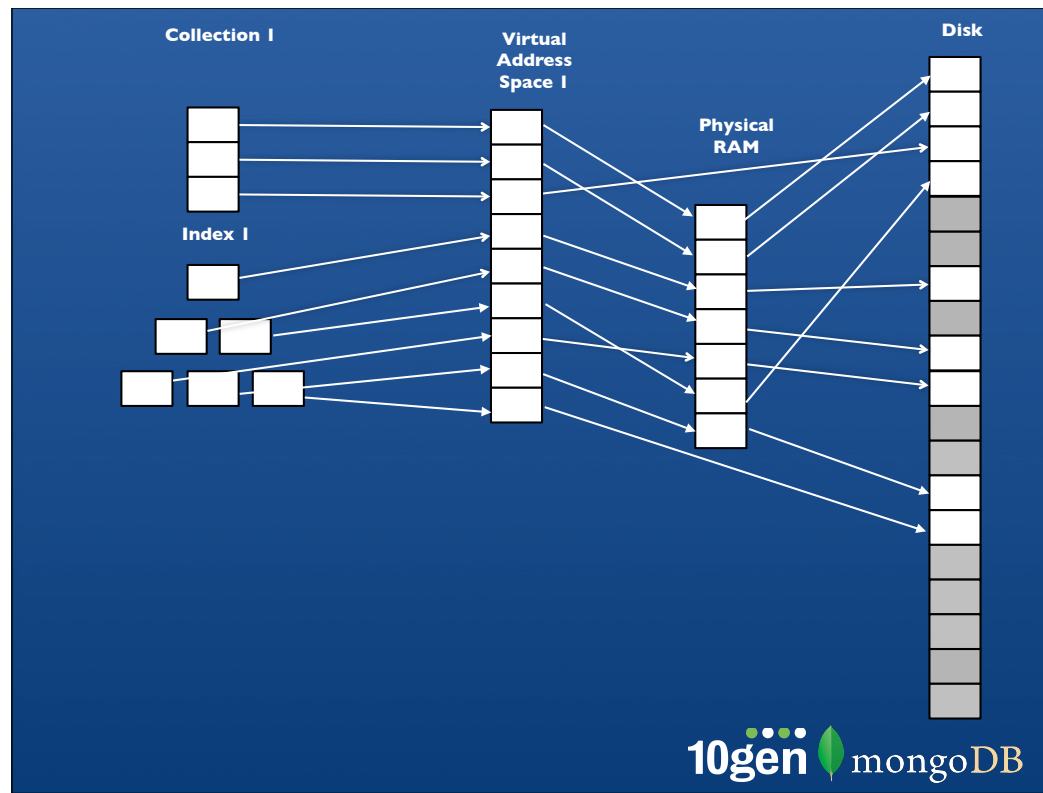 Collection 1
Virtual
Address
Space 1
Disk
Physical
RAM
Index 1
10gen
mongoDB